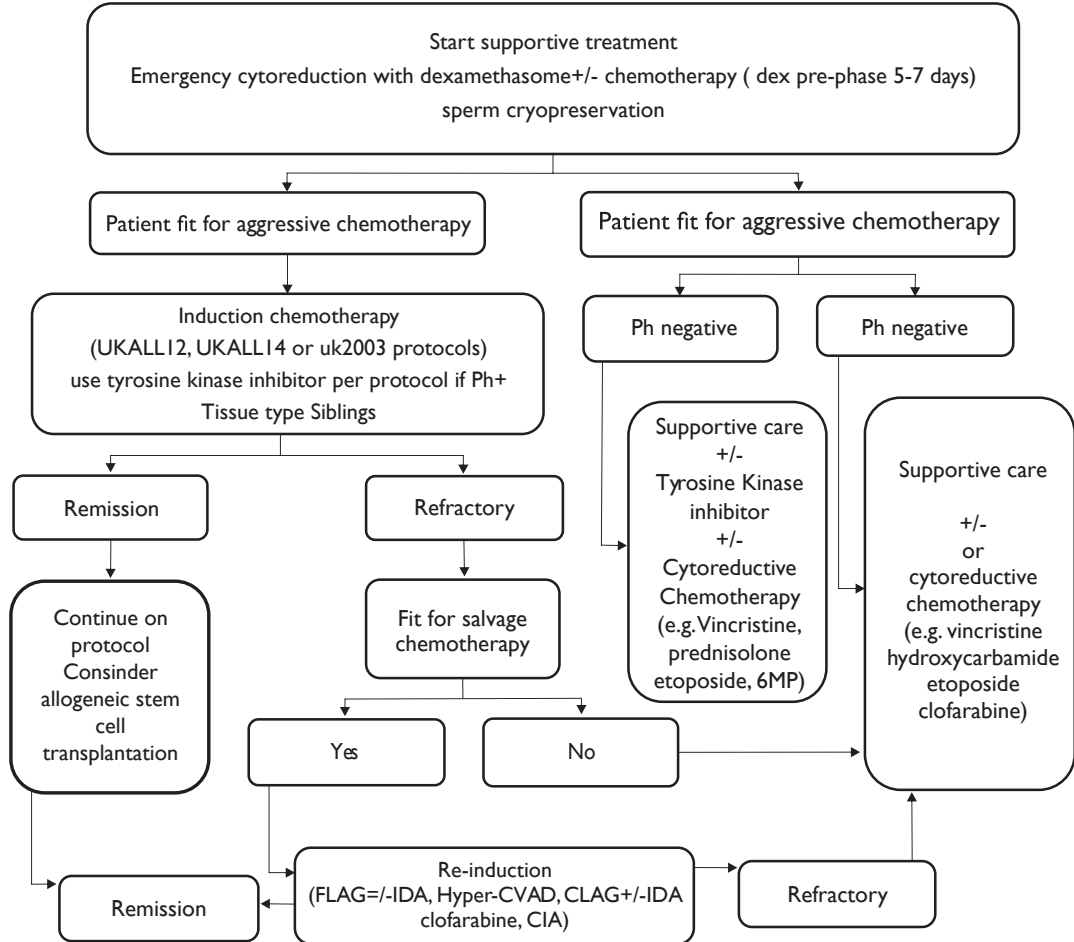 Start supportive treatment
Emergency cytoreduction with dexamethasome+/- chemotherapy ( dex pre-phase 5-7 days)
sperm cryopreservation
Patient fit for aggressive chemotherapy
Patient fit for aggressive chemotherapy
Induction chemotherapy
(UKALL12, UKALL14 or uk2003 protocols)
use tyrosine kinase inhibitor per protocol if Ph+
Tissue type Siblings
Ph negative
Ph negative
Remission
Refractory
Supportive care
+/-
Tyrosine Kinase
inhibitor
+/-
Cytoreductive
Chemotherapy
(e.g. Vincristine,
prednisolone
etoposide, 6MP)
Supportive care
+/-
or
cytoreductive
chemotherapy
(e.g. vincristine
hydroxycarbamide
etoposide
clofarabine)
Continue on
protocol
Consinder
allogeneic stem
cell
transplantation
Fit for salvage
chemotherapy
Yes
No
Remission
Re-induction
(FLAG=/-IDA, Hyper-CVAD, CLAG+/-IDA
clofarabine, CIA)
Refractory